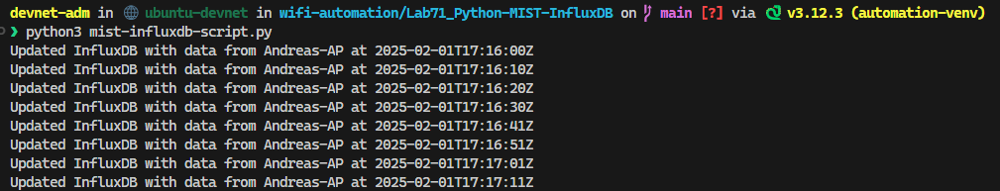 devnet-adm in 🌐 ubuntu-devnet in wifi-automation/Lab71_Python-MIST-InfluxDB on main [?] via v3.12.3 (automation-venv)
❯ python3 mist-influxdb-script.py
Updated InfluxDB with data from Andreas-AP at 2025-02-01T17:16:00Z
Updated InfluxDB with data from Andreas-AP at 2025-02-01T17:16:10Z
Updated InfluxDB with data from Andreas-AP at 2025-02-01T17:16:20Z
Updated InfluxDB with data from Andreas-AP at 2025-02-01T17:16:30Z
Updated InfluxDB with data from Andreas-AP at 2025-02-01T17:16:41Z
Updated InfluxDB with data from Andreas-AP at 2025-02-01T17:16:51Z
Updated InfluxDB with data from Andreas-AP at 2025-02-01T17:17:01Z
Updated InfluxDB with data from Andreas-AP at 2025-02-01T17:17:11Z